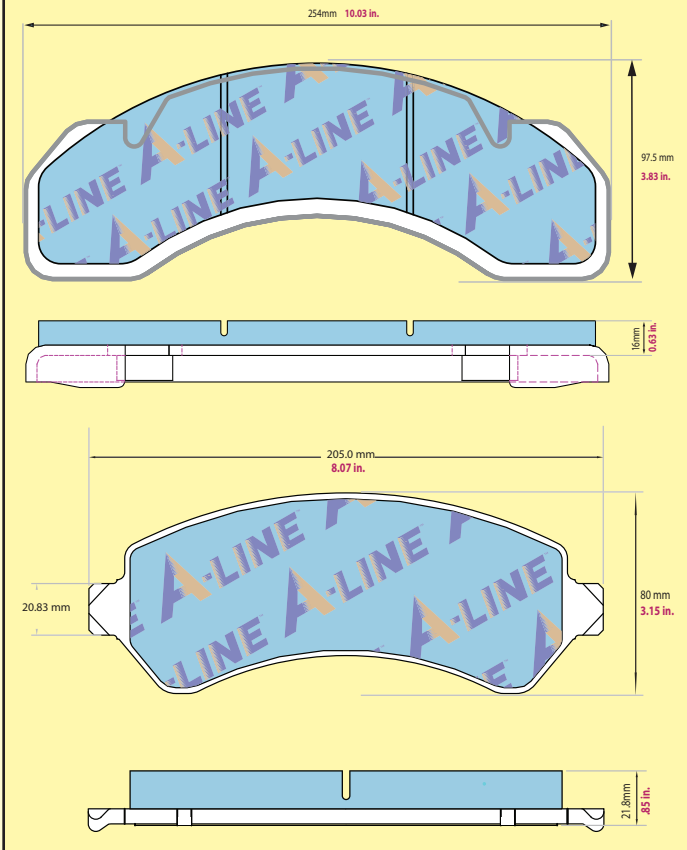 254mm 10.03 in.
97.5 mm
3.83 in.
A-LINE
A-LINE
A-LINE
A-LINE
A-LINE
A-LINE
16mm
0.63 in.
205.0 mm
8.07 in.
20.83 mm
80 mm
3.15 in.
A-LINE
A-LINE
A-LINE
A-LINE
21.8mm
.85 in.